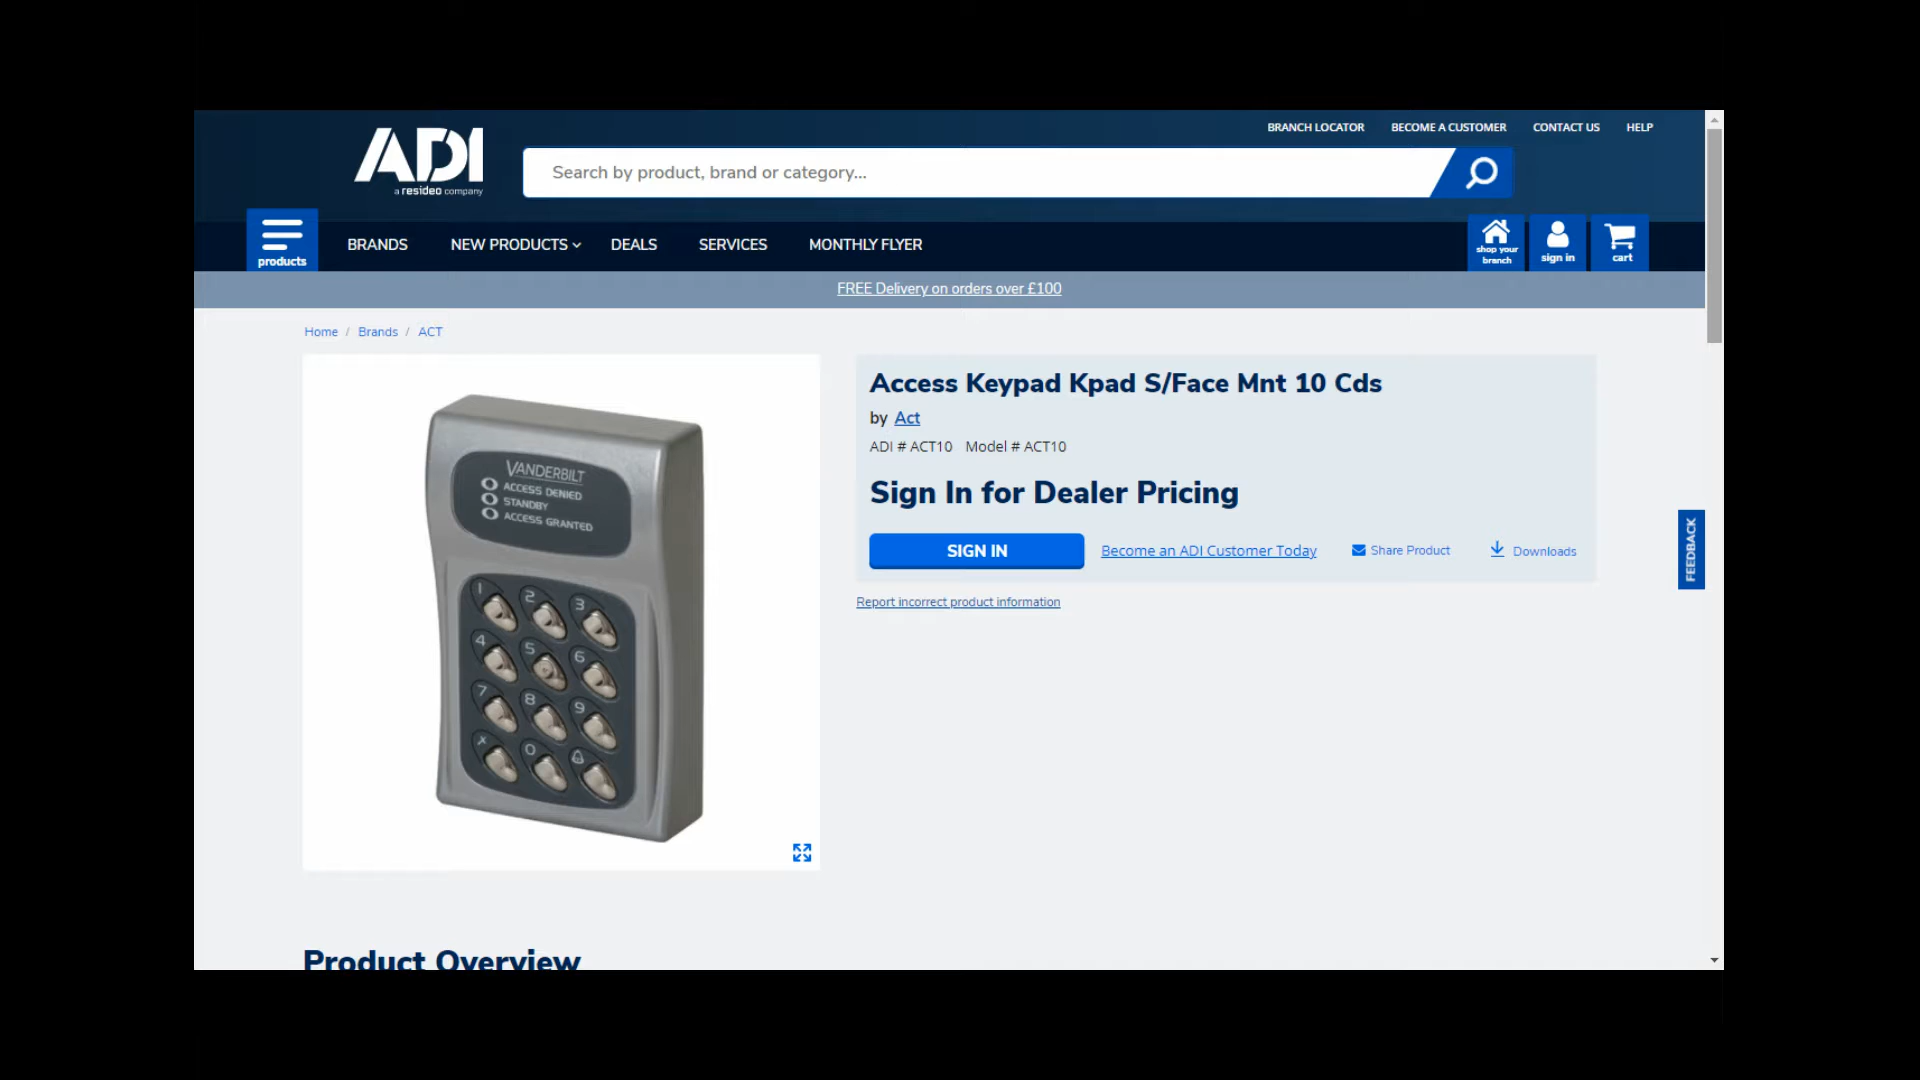 BRANCH LOCATOR BECOME A CUSTOMER CONTACT US HELP
ADI
a resideo company
Search by product, brand or category...
products
BRANDS NEW PRODUCTS DEALS SERVICES MONTHLY FLYER
shop your branch
sign in
cart
FREE Delivery on orders over £100
Home / Brands / ACT
VANDERBILT
ACCESS DENIED
STANDBY
ACCESS GRANTED
1 2 3
4 5 6
7 8 9
X 0
Access Keypad Kpad S/Face Mnt 10 Cds
by Act
ADI # ACT10 Model # ACT10
Sign In for Dealer Pricing
SIGN IN Become an ADI Customer Today Share Product Downloads
Report incorrect product information
FEEDBACK
Product Overview